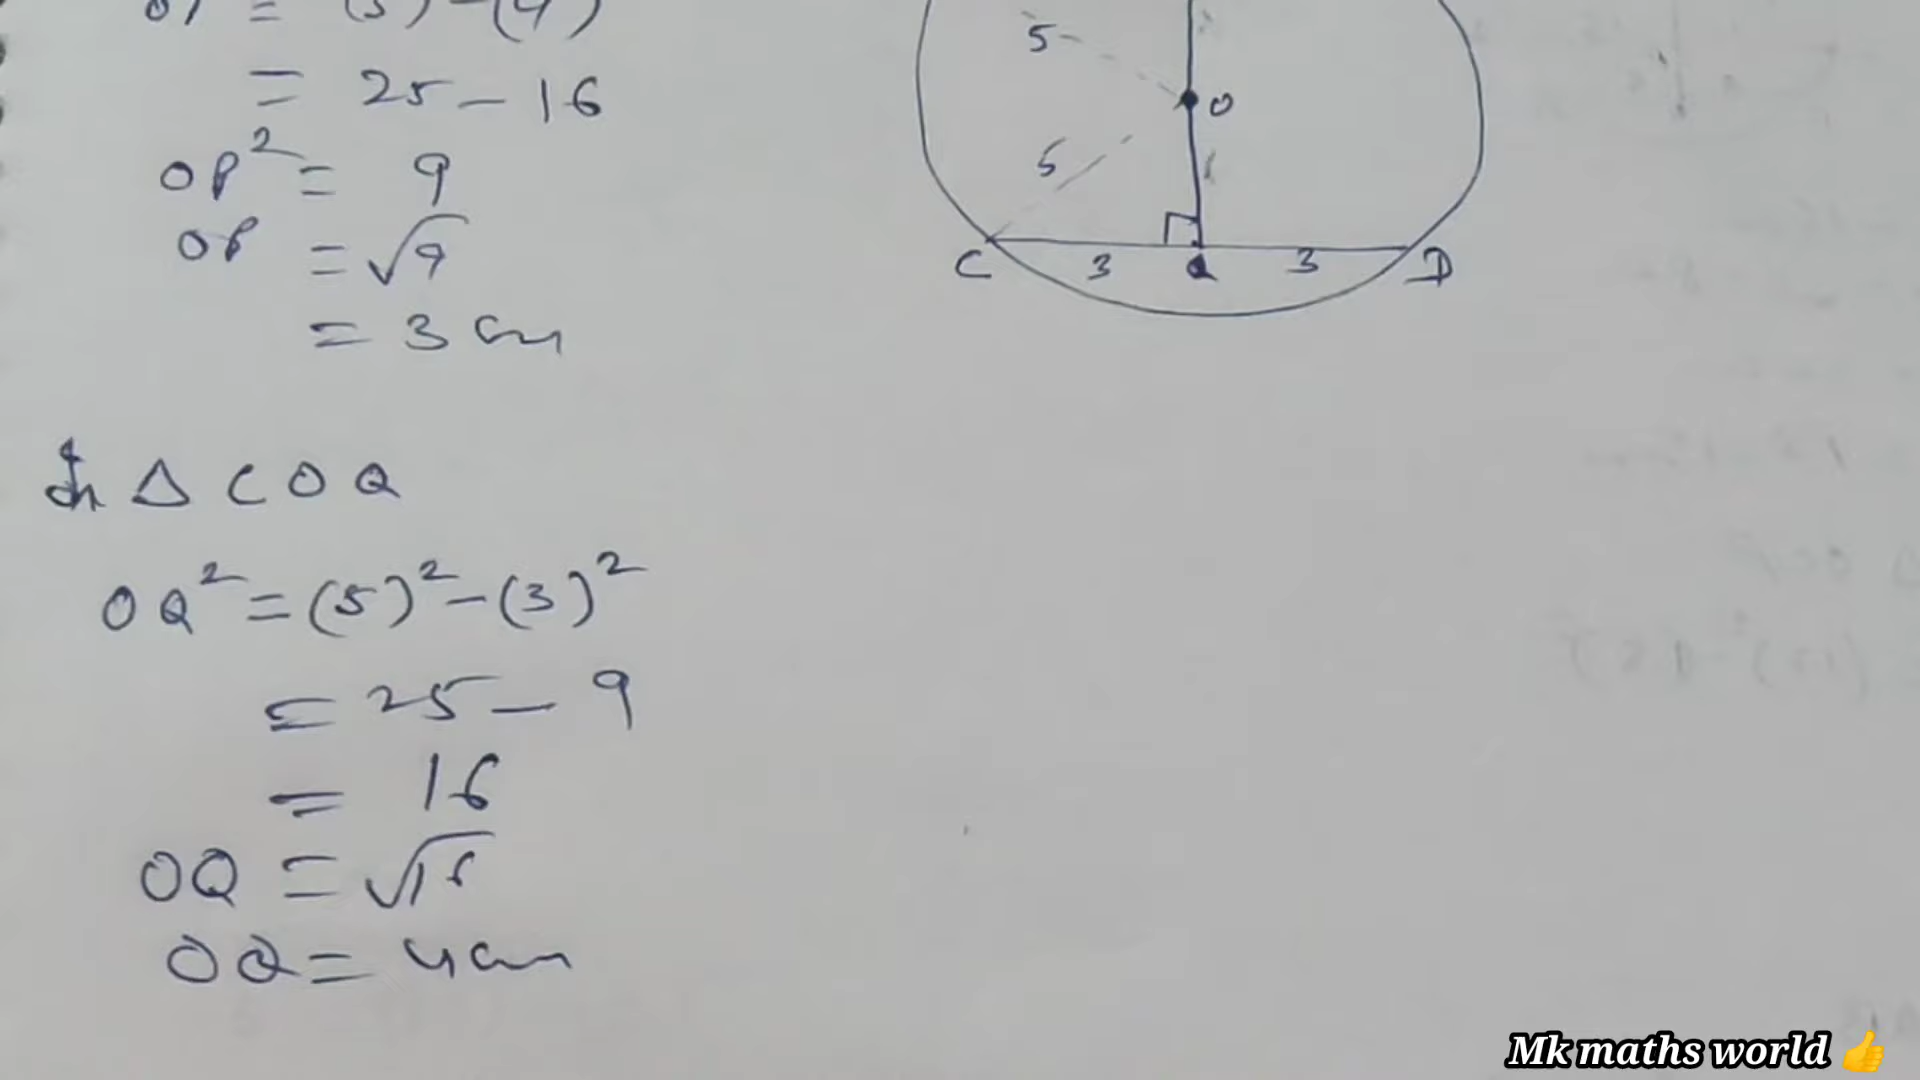 = 25 - 16
OP² = 9
OP = √9
= 3 cm
In Δ COQ
OQ² = (5)² - (3)²
= 25 - 9
= 16
OQ = √16
OQ = 4cm
5
O
5
C 3 Q 3 D
Mk maths world 👍